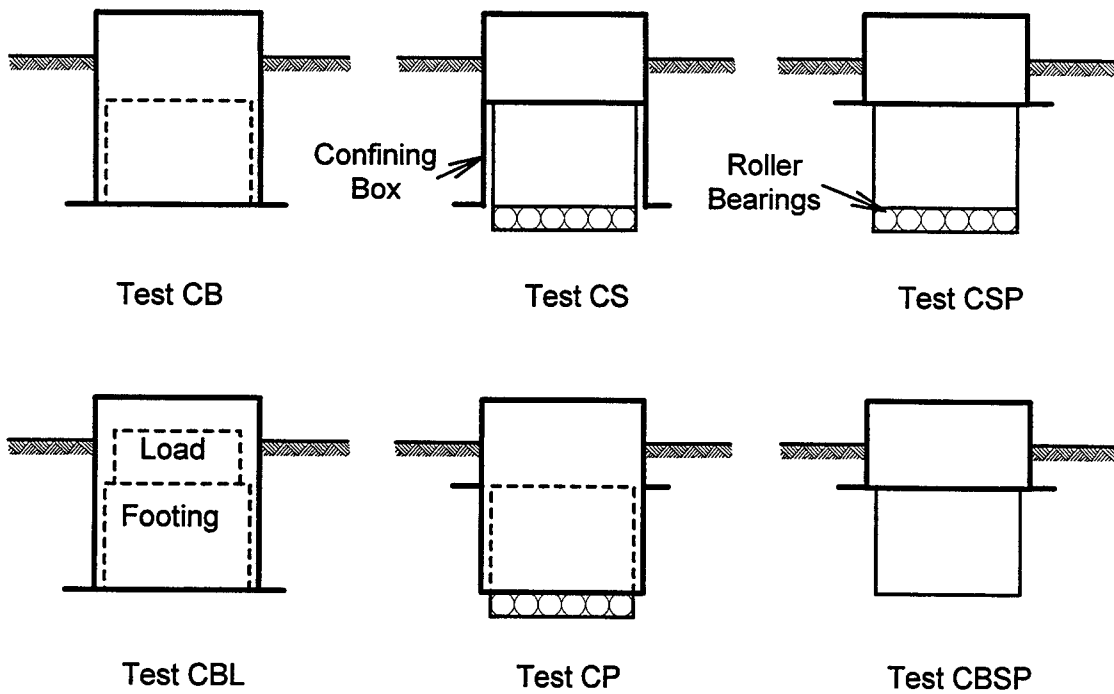 Confining
Box
Roller
Bearings
Test CB
Test CS
Test CSP
Load
Footing
Test CBL
Test CP
Test CBSP